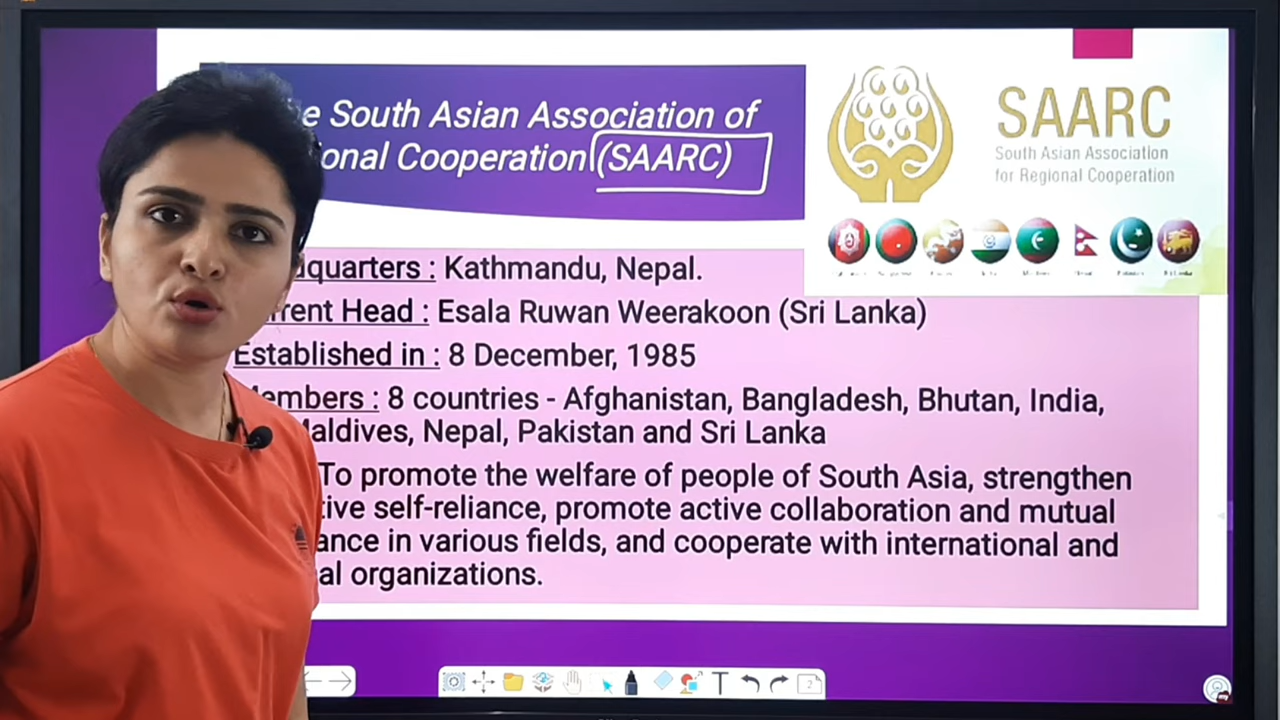 e South Asian Association of
onal Cooperation (SAARC)
SAARC
South Asian Association
for Regional Cooperation
dquarters : Kathmandu, Nepal.
rrent Head : Esala Ruwan Weerakoon (Sri Lanka)
Established in : 8 December, 1985
embers : 8 countries - Afghanistan, Bangladesh, Bhutan, India,
Maldives, Nepal, Pakistan and Sri Lanka
To promote the welfare of people of South Asia, strengthen
tive self-reliance, promote active collaboration and mutual
ance in various fields, and cooperate with international and
al organizations.
T
2